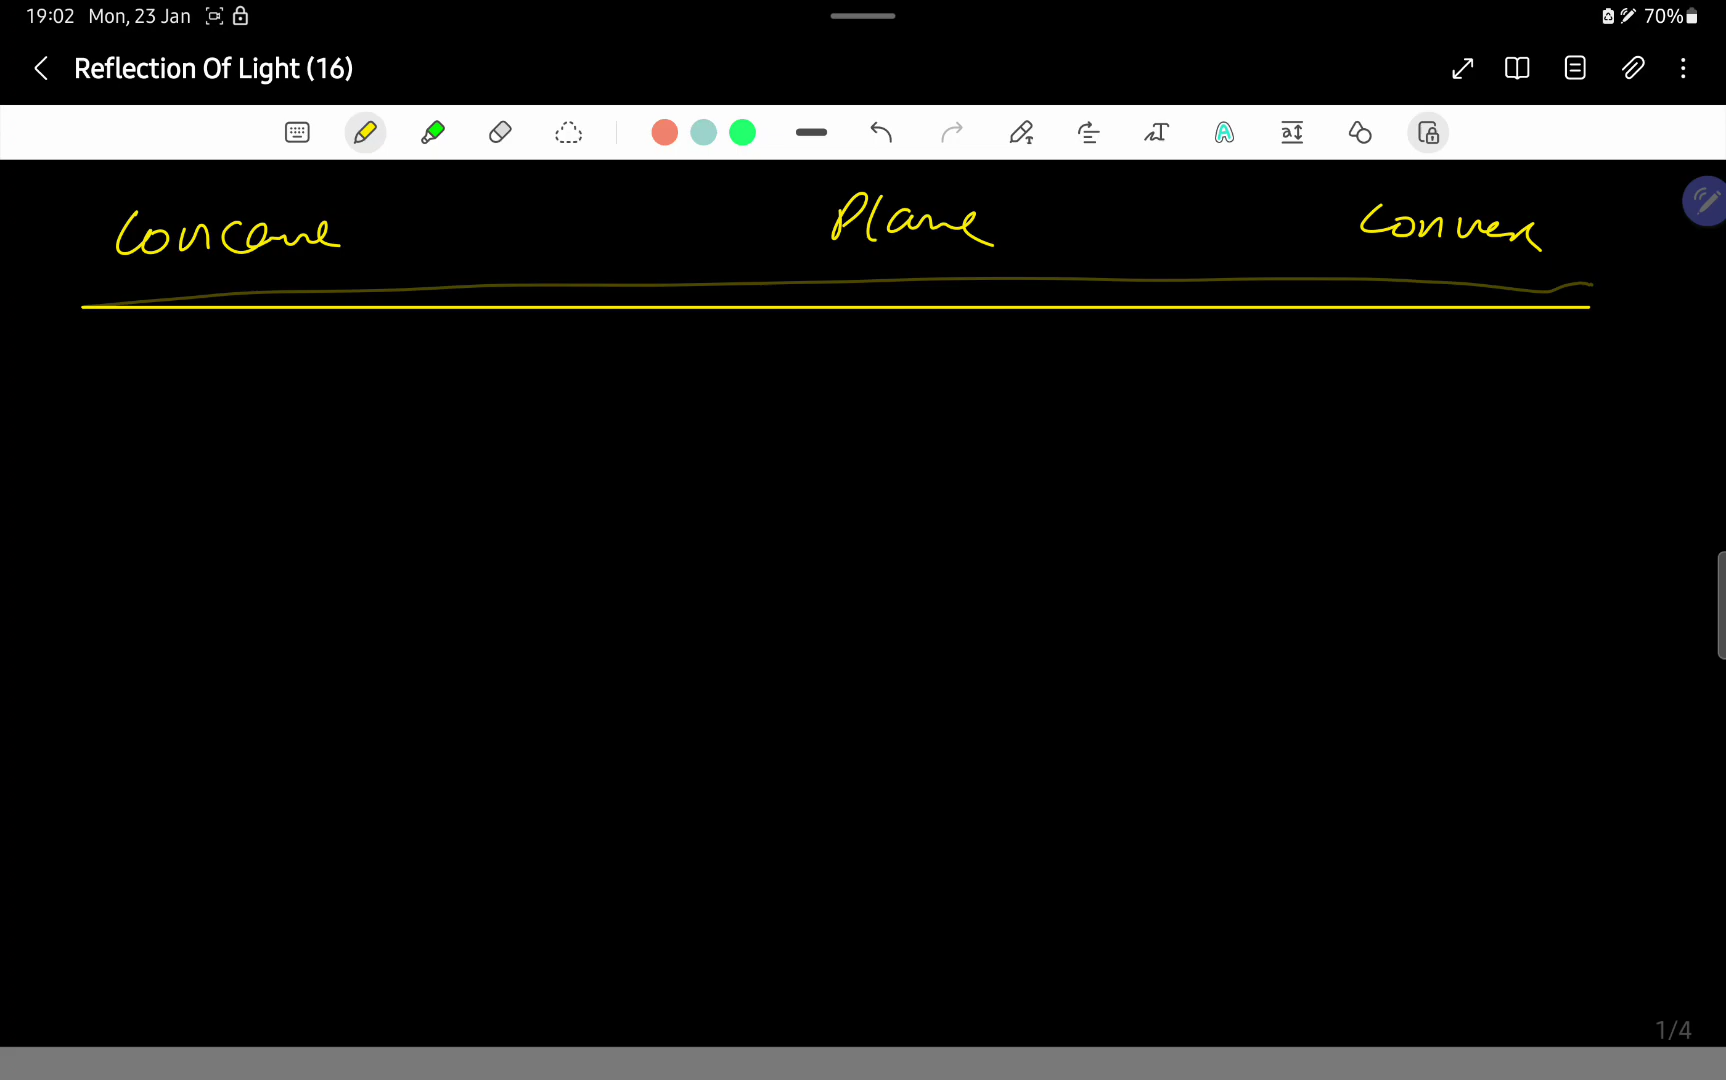 19:02 Mon, 23 Jan 70%
Reflection Of Light (16)
Concave Plane Convex
1/4